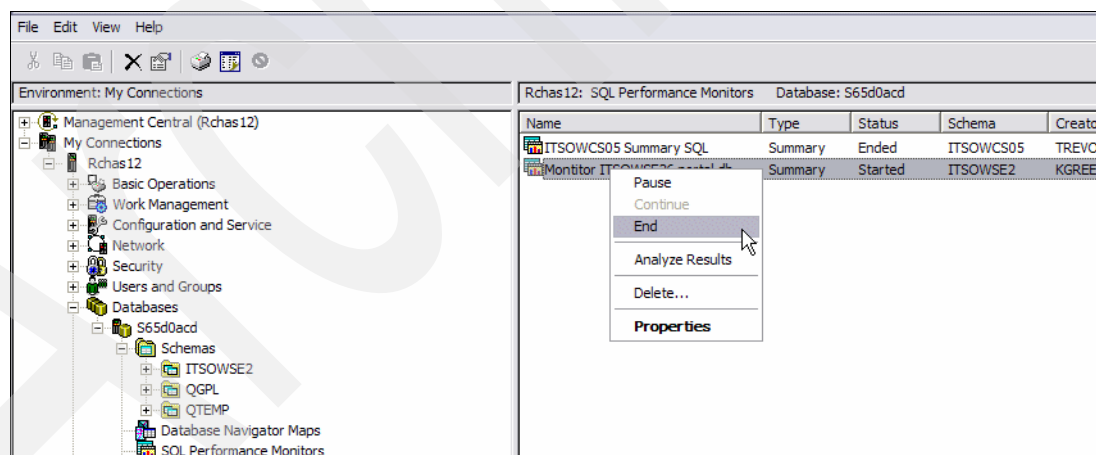 File Edit View Help
Environment: My Connections
Rchas12: SQL Performance Monitors Database: S65d0acd
Management Central (Rchas12)
My Connections
Rchas12
Basic Operations
Work Management
Configuration and Service
Network
Security
Users and Groups
Databases
S65d0acd
Schemas
ITSOWSE2
QGPL
QTEMP
Database Navigator Maps
SQL Performance Monitors
Name Type Status Schema Creato
ITSOWCS05 Summary SQL Summary Ended ITSOWCS05 TREVO
Montitor Summary Started ITSOWSE2 KGREE
Pause
Continue
End
Analyze Results
Delete...
Properties